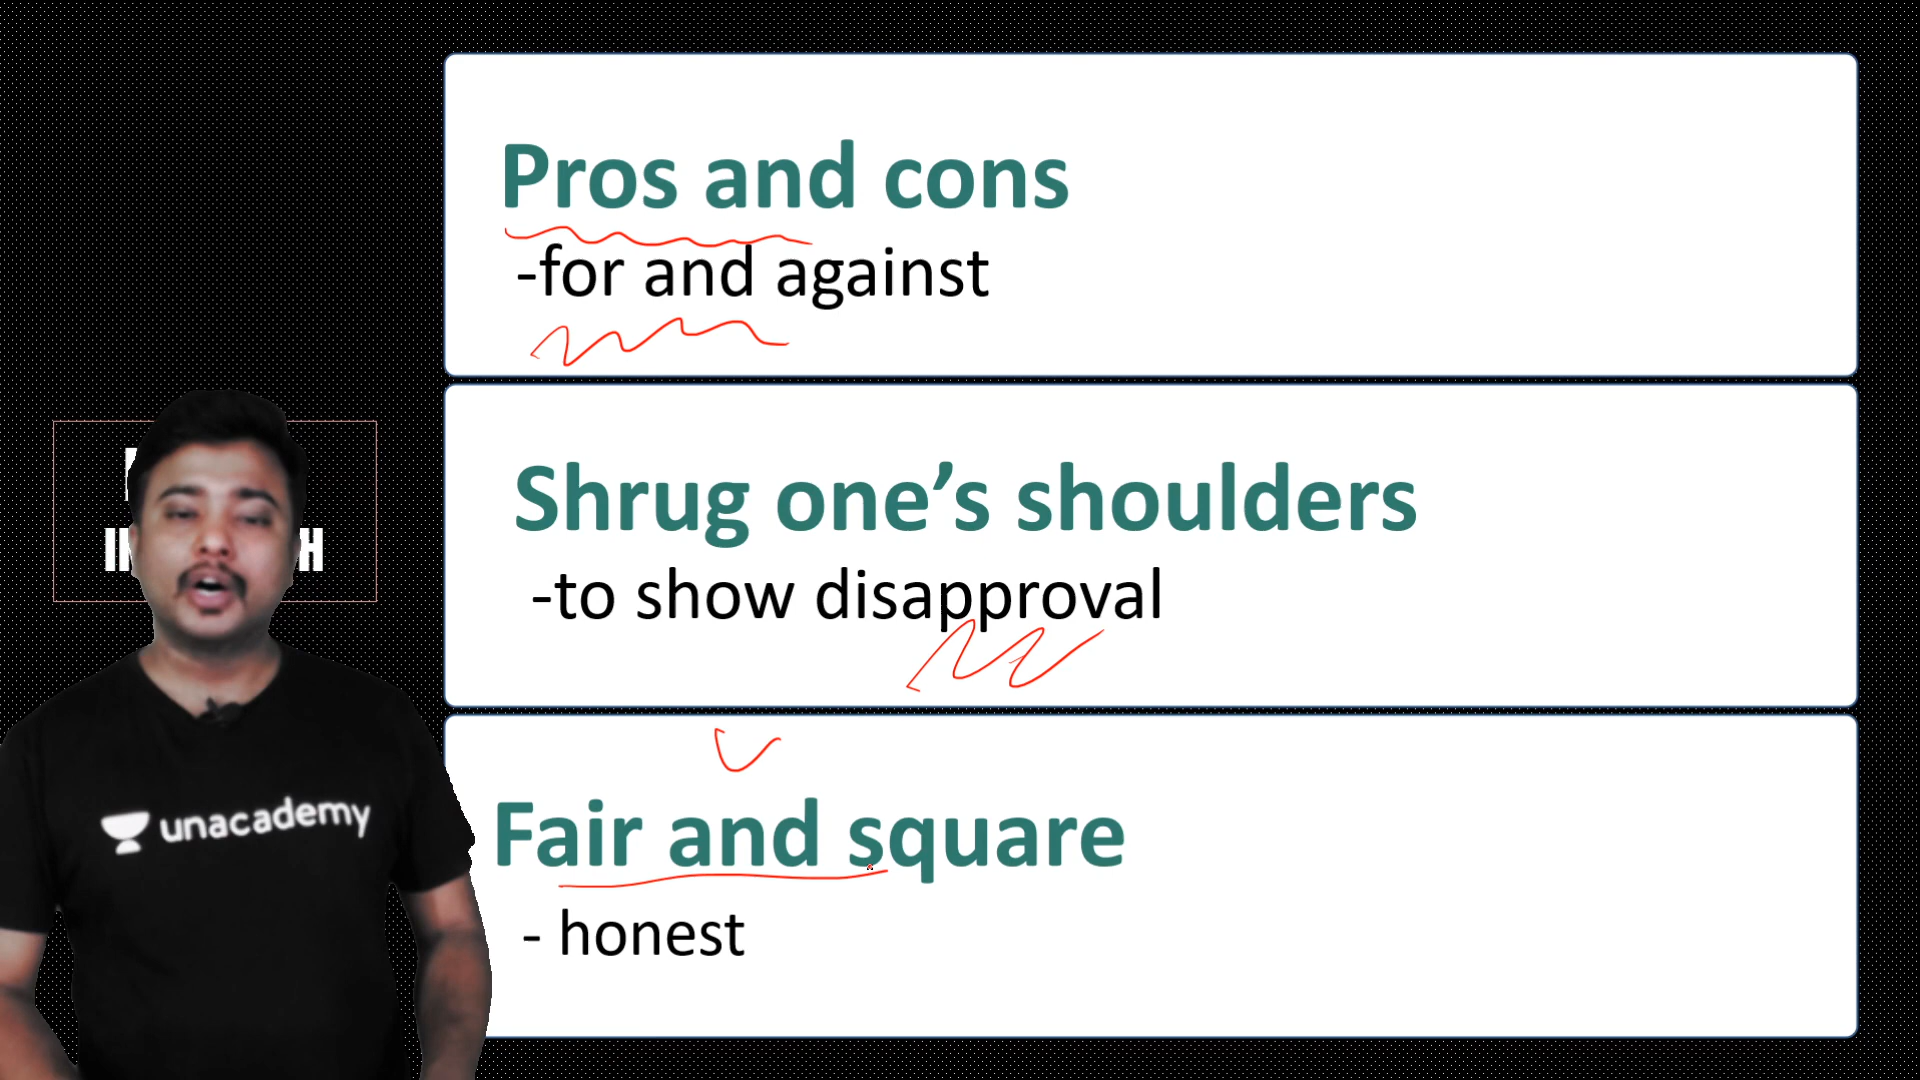 Pros and cons
-for and against
Shrug one’s shoulders
-to show disapproval
Fair and square
- honest
unacademy